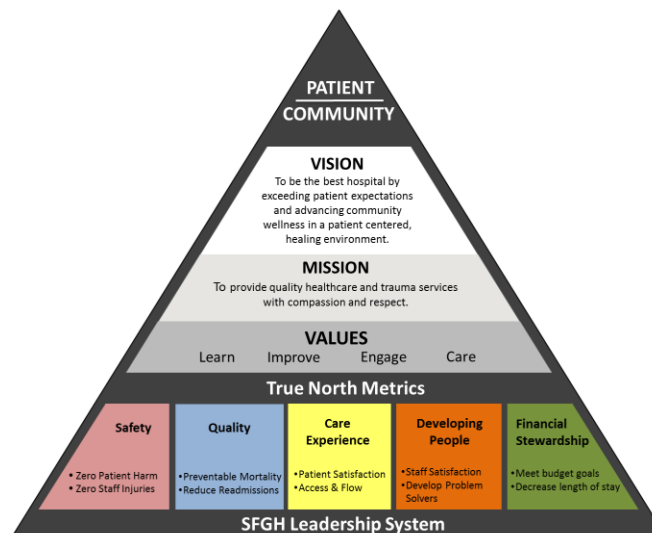 PATIENT
COMMUNITY
VISION
To be the best hospital by
exceeding patient expectations
and advancing community
wellness in a patient centered,
healing environment.
MISSION
To provide quality healthcare and trauma services
with compassion and respect.
VALUES
Learn Improve Engage Care
True North Metrics
Safety
• Zero Patient Harm
• Zero Staff Injuries
Quality
•Preventable Mortality
•Reduce Readmissions
Care
Experience
•Patient Satisfaction
•Access & Flow
Developing
People
•Staff Satisfaction
•Develop Problem
Solvers
Financial
Stewardship
•Meet budget goals
•Decrease length of stay
SFGH Leadership System